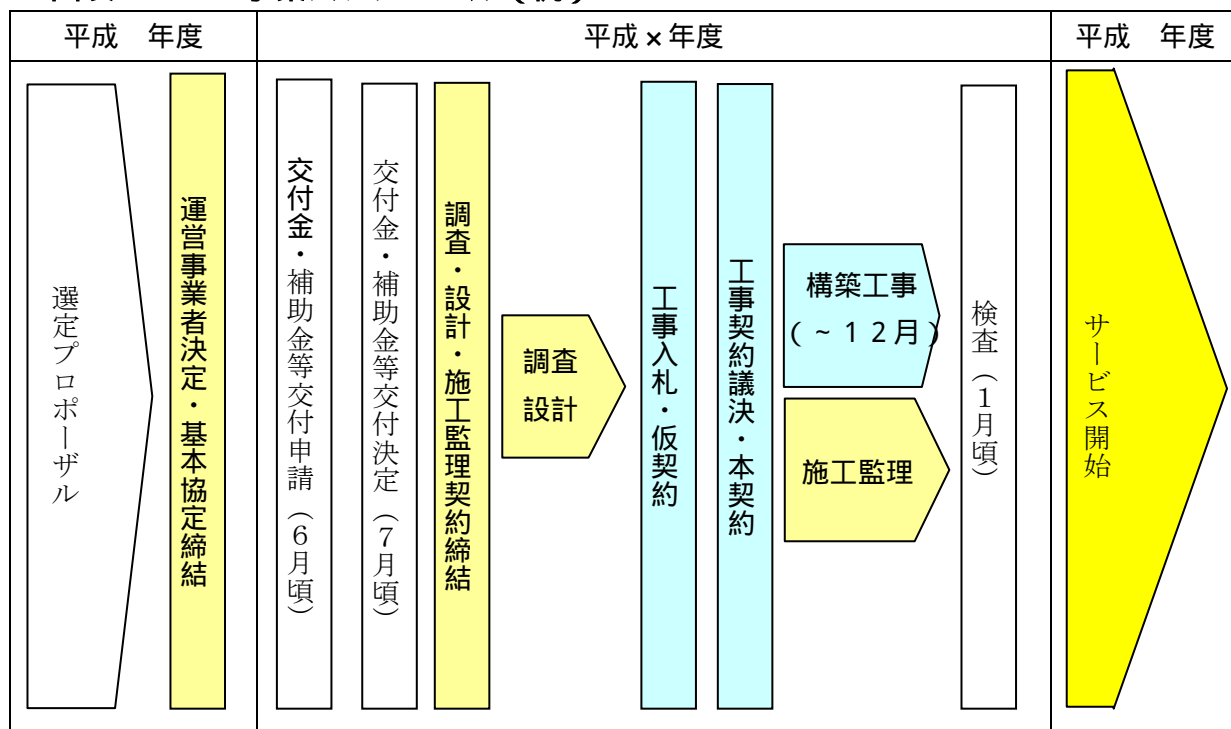 平成　年度
平成×年度
平成　年度
選定プロポーザル
運営事業者決定・基本協定締結
交付金・補助金等交付申請（６月頃）
交付金・補助金等交付決定（７月頃）
調査・設計・施工監理契約締結
調査
設計
工事入札・仮契約
工事契約議決・本契約
構築工事
(～１２月)
施工監理
検査（１月頃）
サービス開始